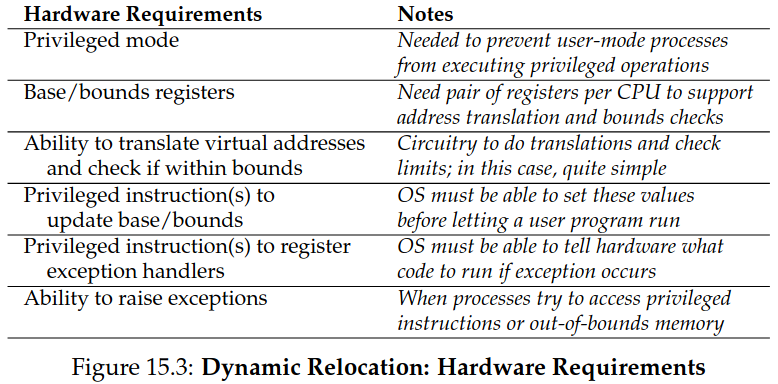 Hardware Requirements Notes
Privileged mode Needed to prevent user-mode processes
from executing privileged operations
Base/bounds registers Need pair of registers per CPU to support
address translation and bounds checks
Ability to translate virtual addresses Circuitry to do translations and check
and check if within bounds limits; in this case, quite simple
Privileged instruction(s) to OS must be able to set these values
update base/bounds before letting a user program run
Privileged instruction(s) to register OS must be able to tell hardware what
exception handlers code to run if exception occurs
Ability to raise exceptions When processes try to access privileged
instructions or out-of-bounds memory
Figure 15.3: Dynamic Relocation: Hardware Requirements